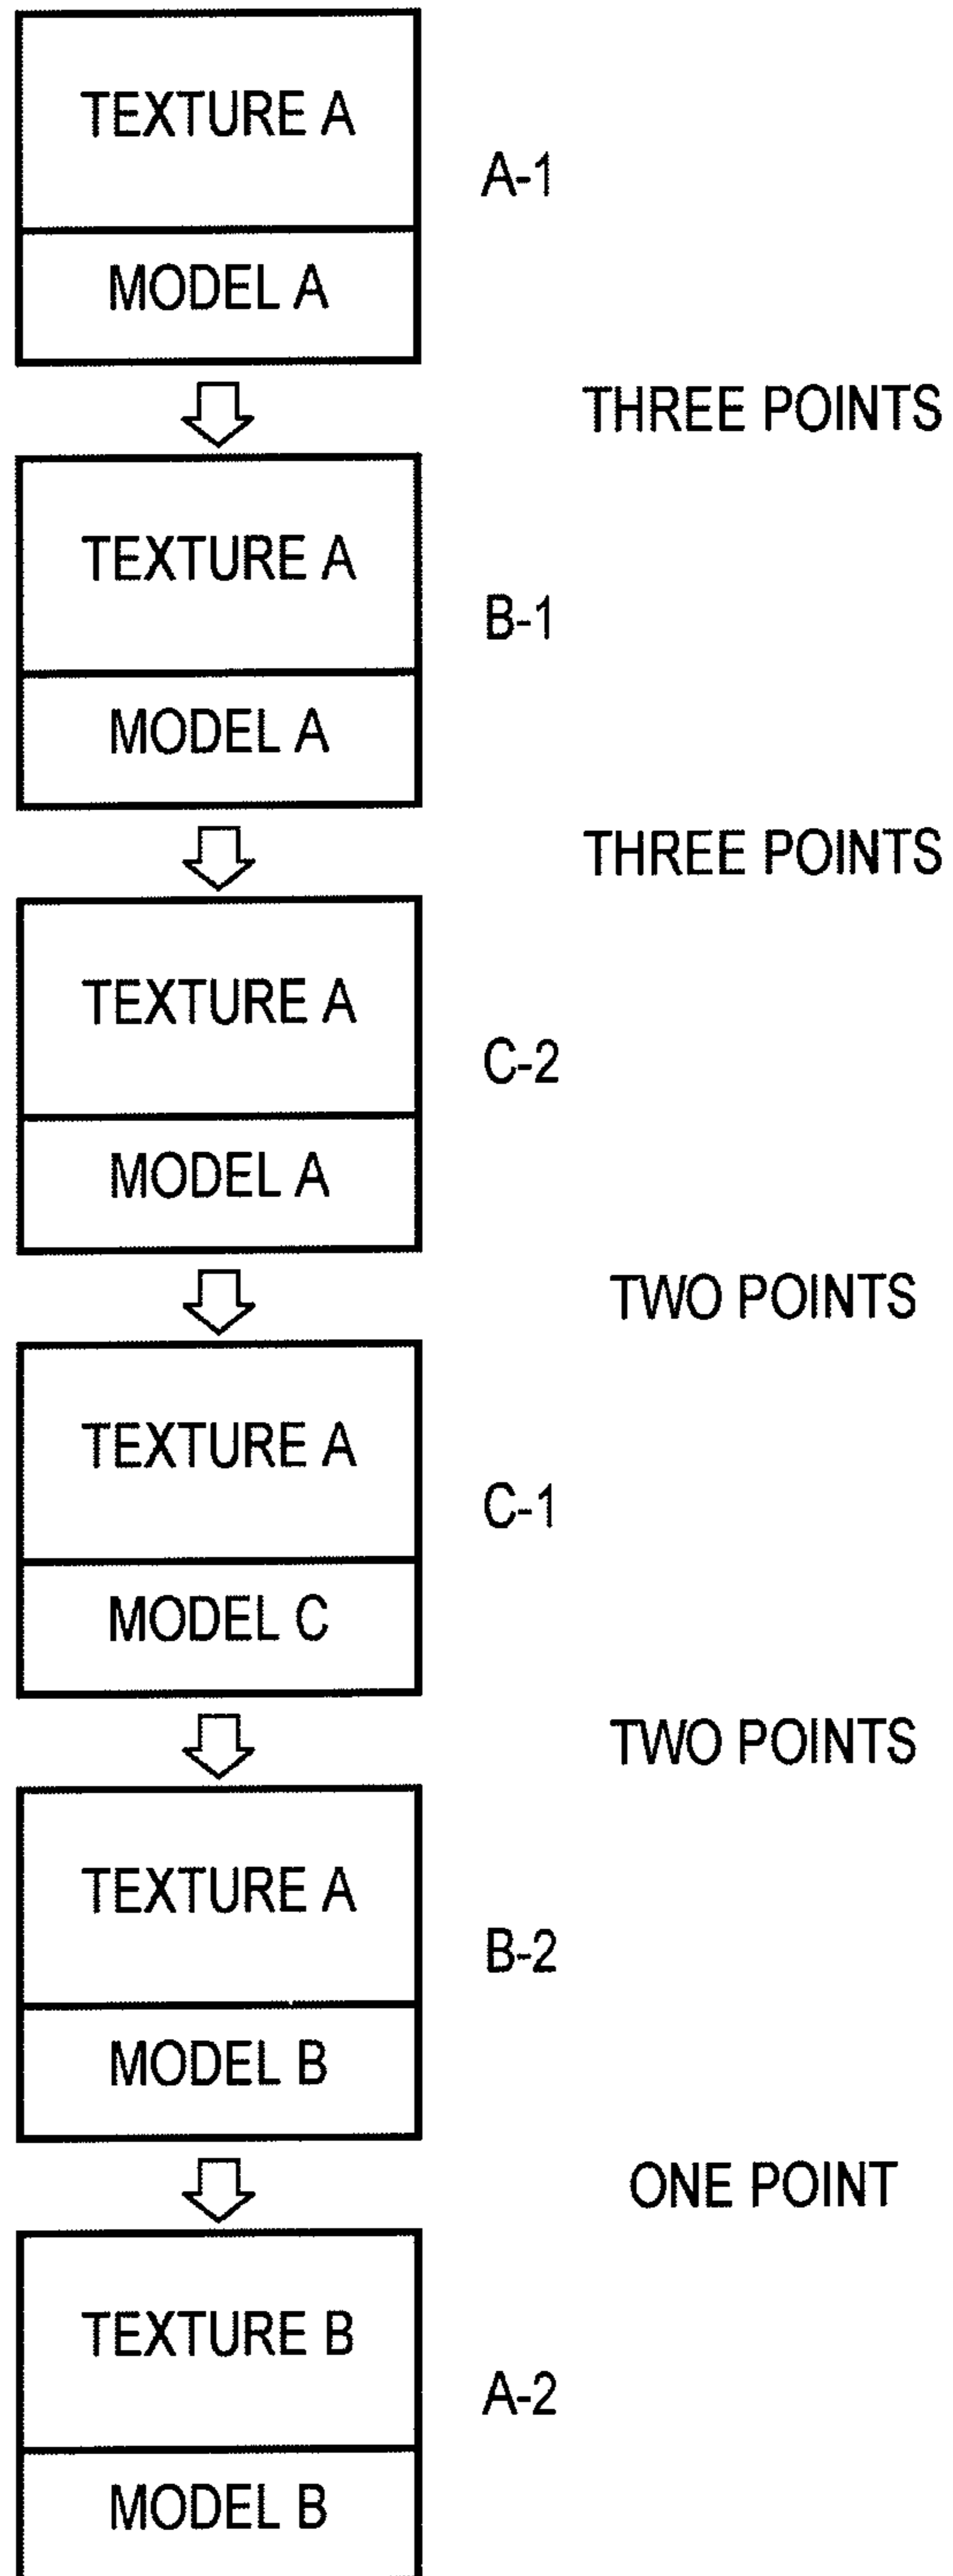 TEXTURE A
A-1
MODEL A
THREE POINTS
TEXTURE A
B-1
MODEL A
THREE POINTS
TEXTURE A
C-2
MODEL A
TWO POINTS
TEXTURE A
C-1
MODEL C
TWO POINTS
TEXTURE A
B-2
MODEL B
ONE POINT
TEXTURE B
A-2
MODEL B